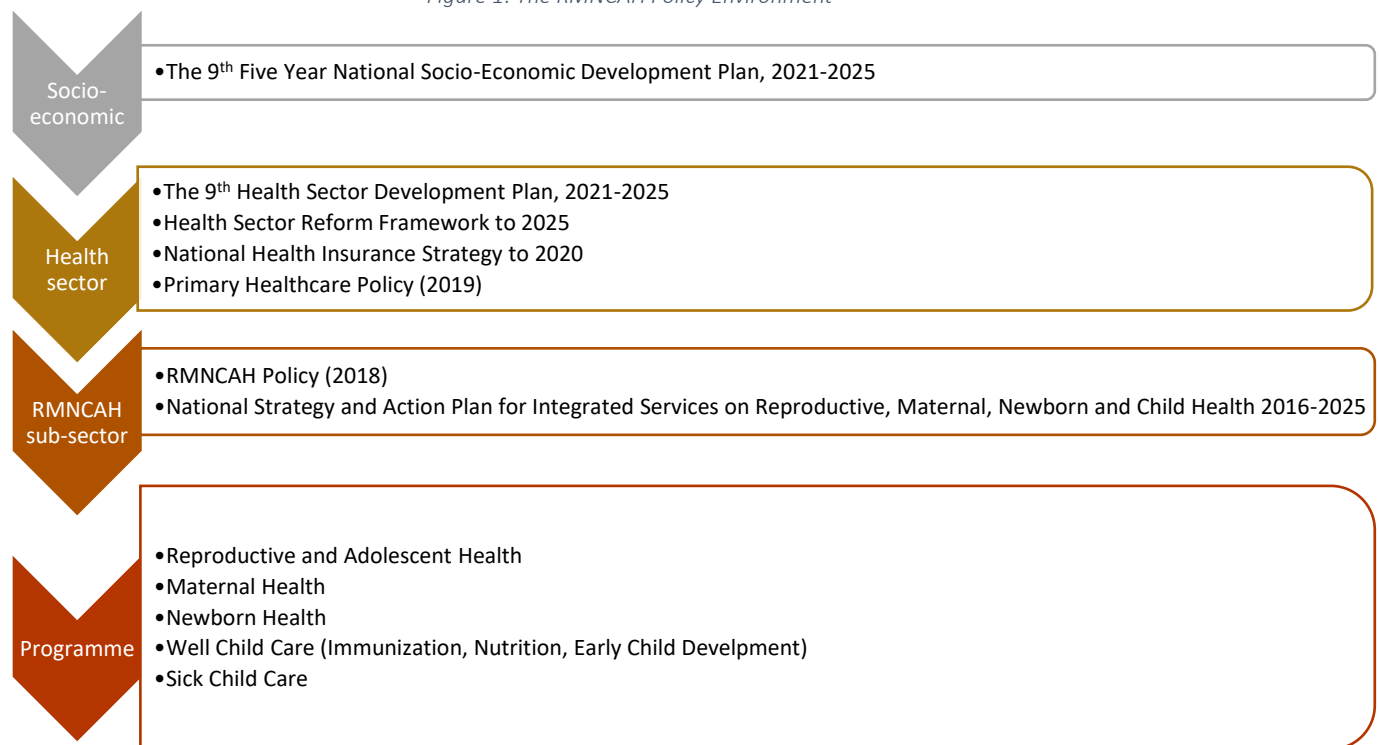 Figure 1: The RMNCAH Policy Environment
Socio-
economic
•The 9th Five Year National Socio-Economic Development Plan, 2021-2025
Health
sector
•The 9th Health Sector Development Plan, 2021-2025
•Health Sector Reform Framework to 2025
•National Health Insurance Strategy to 2020
•Primary Healthcare Policy (2019)
RMNCAH
sub-sector
•RMNCAH Policy (2018)
•National Strategy and Action Plan for Integrated Services on Reproductive, Maternal, Newborn and Child Health 2016-2025
Programme
•Reproductive and Adolescent Health
•Maternal Health
•Newborn Health
•Well Child Care (Immunization, Nutrition, Early Child Develpment)
•Sick Child Care